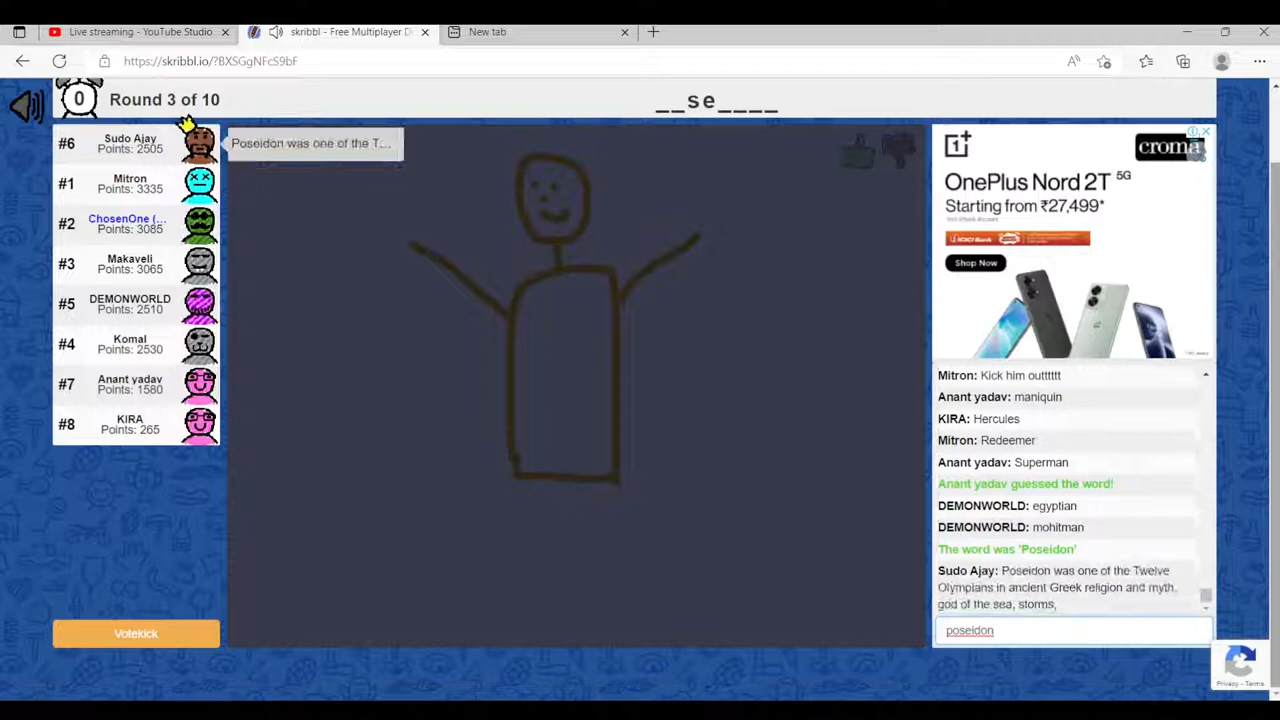 Live streaming - YouTube Studio
skribbl - Free Multiplayer D
New tab
https://skribbl.io/?BXSGgNFcS9bF
0
Round 3 of 10
__se____
#6 Sudo Ajay
Points: 2505
Poseidon was one of the T...
#1 Mitron
Points: 3335
#2 ChosenOne (...
Points: 3085
#3 Makaveli
Points: 3065
#5 DEMONWORLD
Points: 2510
#4 Komal
Points: 2530
#7 Anant yadav
Points: 1580
#8 KIRA
Points: 265
Votekick
croma
OnePlus Nord 2T 5G
Starting from ₹27,499*
ICICI Bank
Shop Now
Mitron: Kick him outttttt
Anant yadav: maniquin
KIRA: Hercules
Mitron: Redeemer
Anant yadav: Superman
Anant yadav guessed the word!
DEMONWORLD: egyptian
DEMONWORLD: mohitman
The word was 'Poseidon'
Sudo Ajay: Poseidon was one of the Twelve
Olympians in ancient Greek religion and myth,
god of the sea, storms,
poseidon
Privacy - Terms